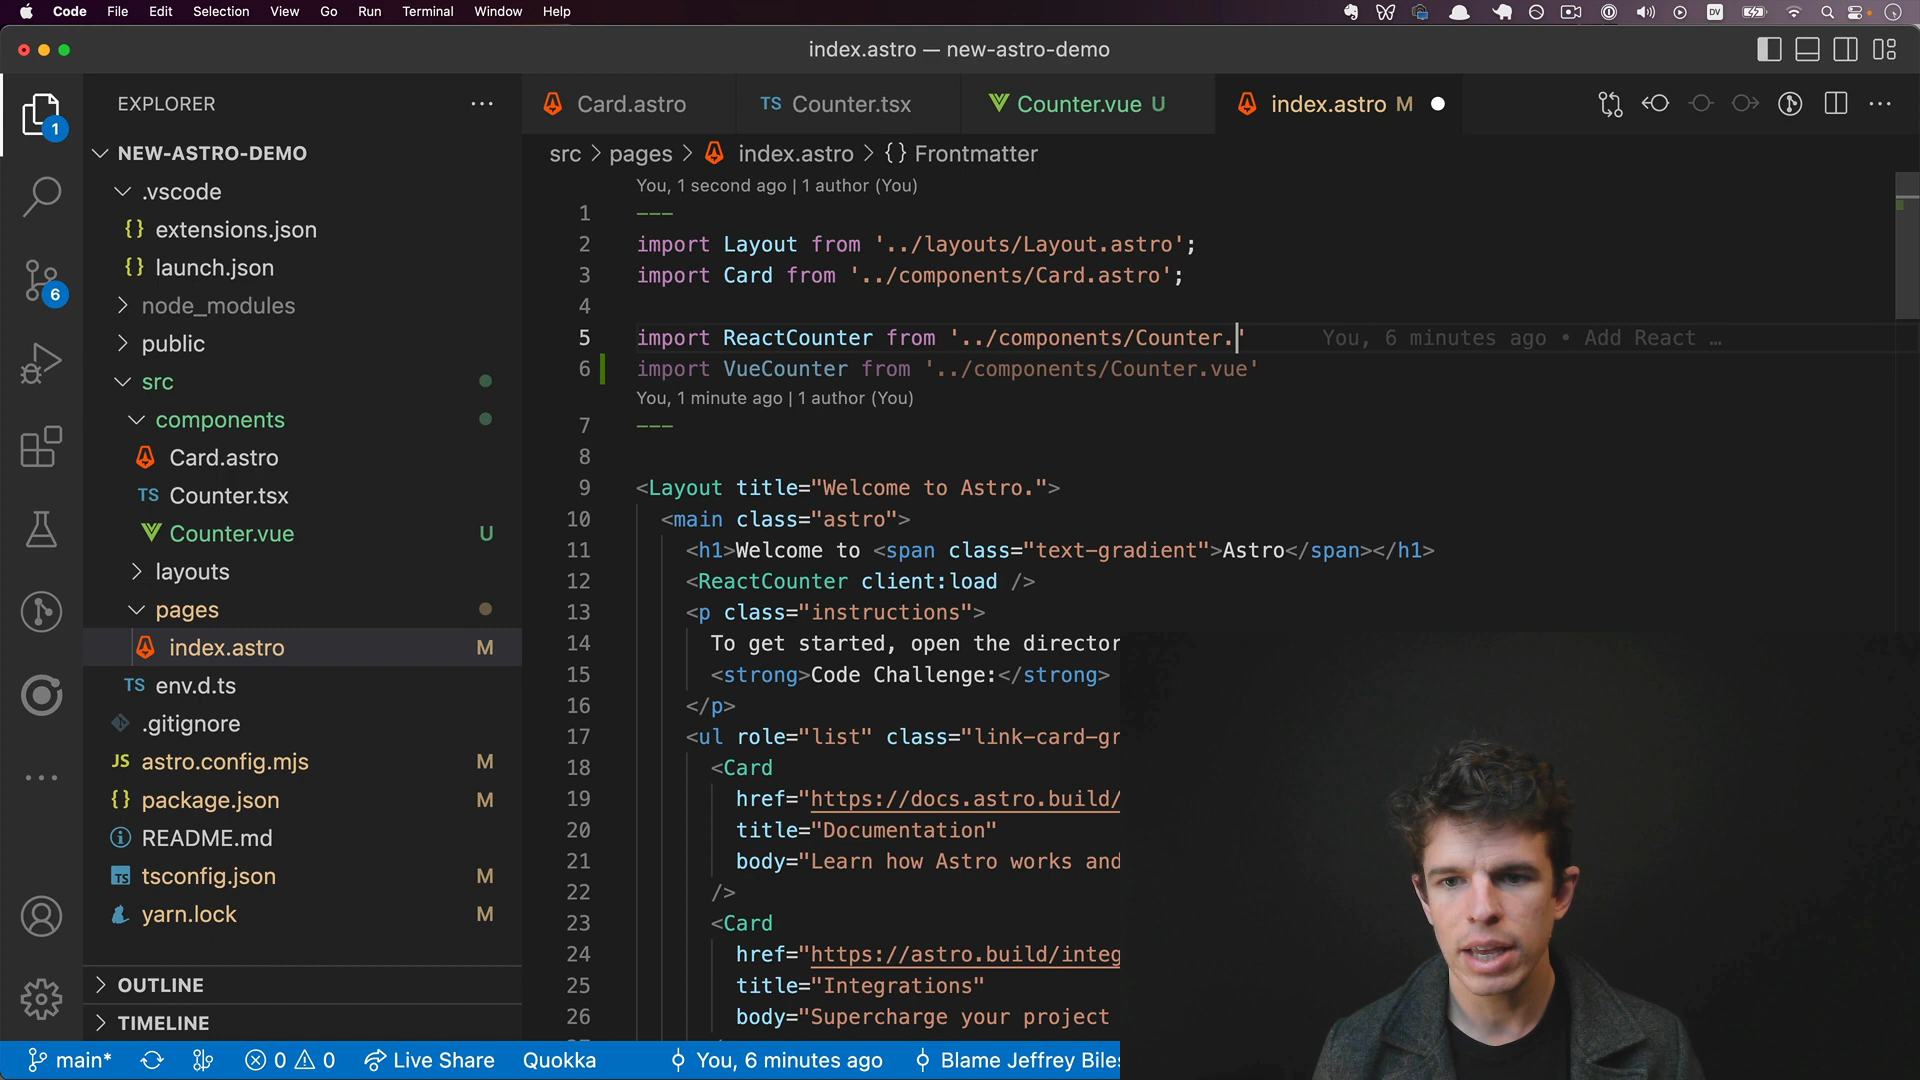 Code File Edit Selection View Go Run Terminal Window Help
DV
index.astro — new-astro-demo
EXPLORER
Card.astro
TS Counter.tsx
Counter.vue U
index.astro M
src > pages > index.astro > {} Frontmatter
1
NEW-ASTRO-DEMO
.vscode
{} extensions.json
{} launch.json
node_modules
public
src
components
Card.astro
TS Counter.tsx
Counter.vue U
layouts
pages
index.astro M
TS env.d.ts
.gitignore
JS astro.config.mjs M
{} package.json M
README.md
TS tsconfig.json M
yarn.lock M
OUTLINE
TIMELINE
6
You, 1 second ago | 1 author (You)
1 ---
2 import Layout from '../layouts/Layout.astro';
3 import Card from '../components/Card.astro';
4
5 import ReactCounter from '../components/Counter.' You, 6 minutes ago • Add React …
6 import VueCounter from '../components/Counter.vue'
You, 1 minute ago | 1 author (You)
7 ---
8
9 <Layout title="Welcome to Astro.">
10 <main class="astro">
11 <h1>Welcome to <span class="text-gradient">Astro</span></h1>
12 <ReactCounter client:load />
13 <p class="instructions">
14 To get started, open the director
15 <strong>Code Challenge:</strong>
16 </p>
17 <ul role="list" class="link-card-gr
18 <Card
19 href="https://docs.astro.build/
20 title="Documentation"
21 body="Learn how Astro works and
22 />
23 <Card
24 href="https://astro.build/integ
25 title="Integrations"
26 body="Supercharge your project
main* 0 0 Live Share Quokka You, 6 minutes ago Blame Jeffrey Biles